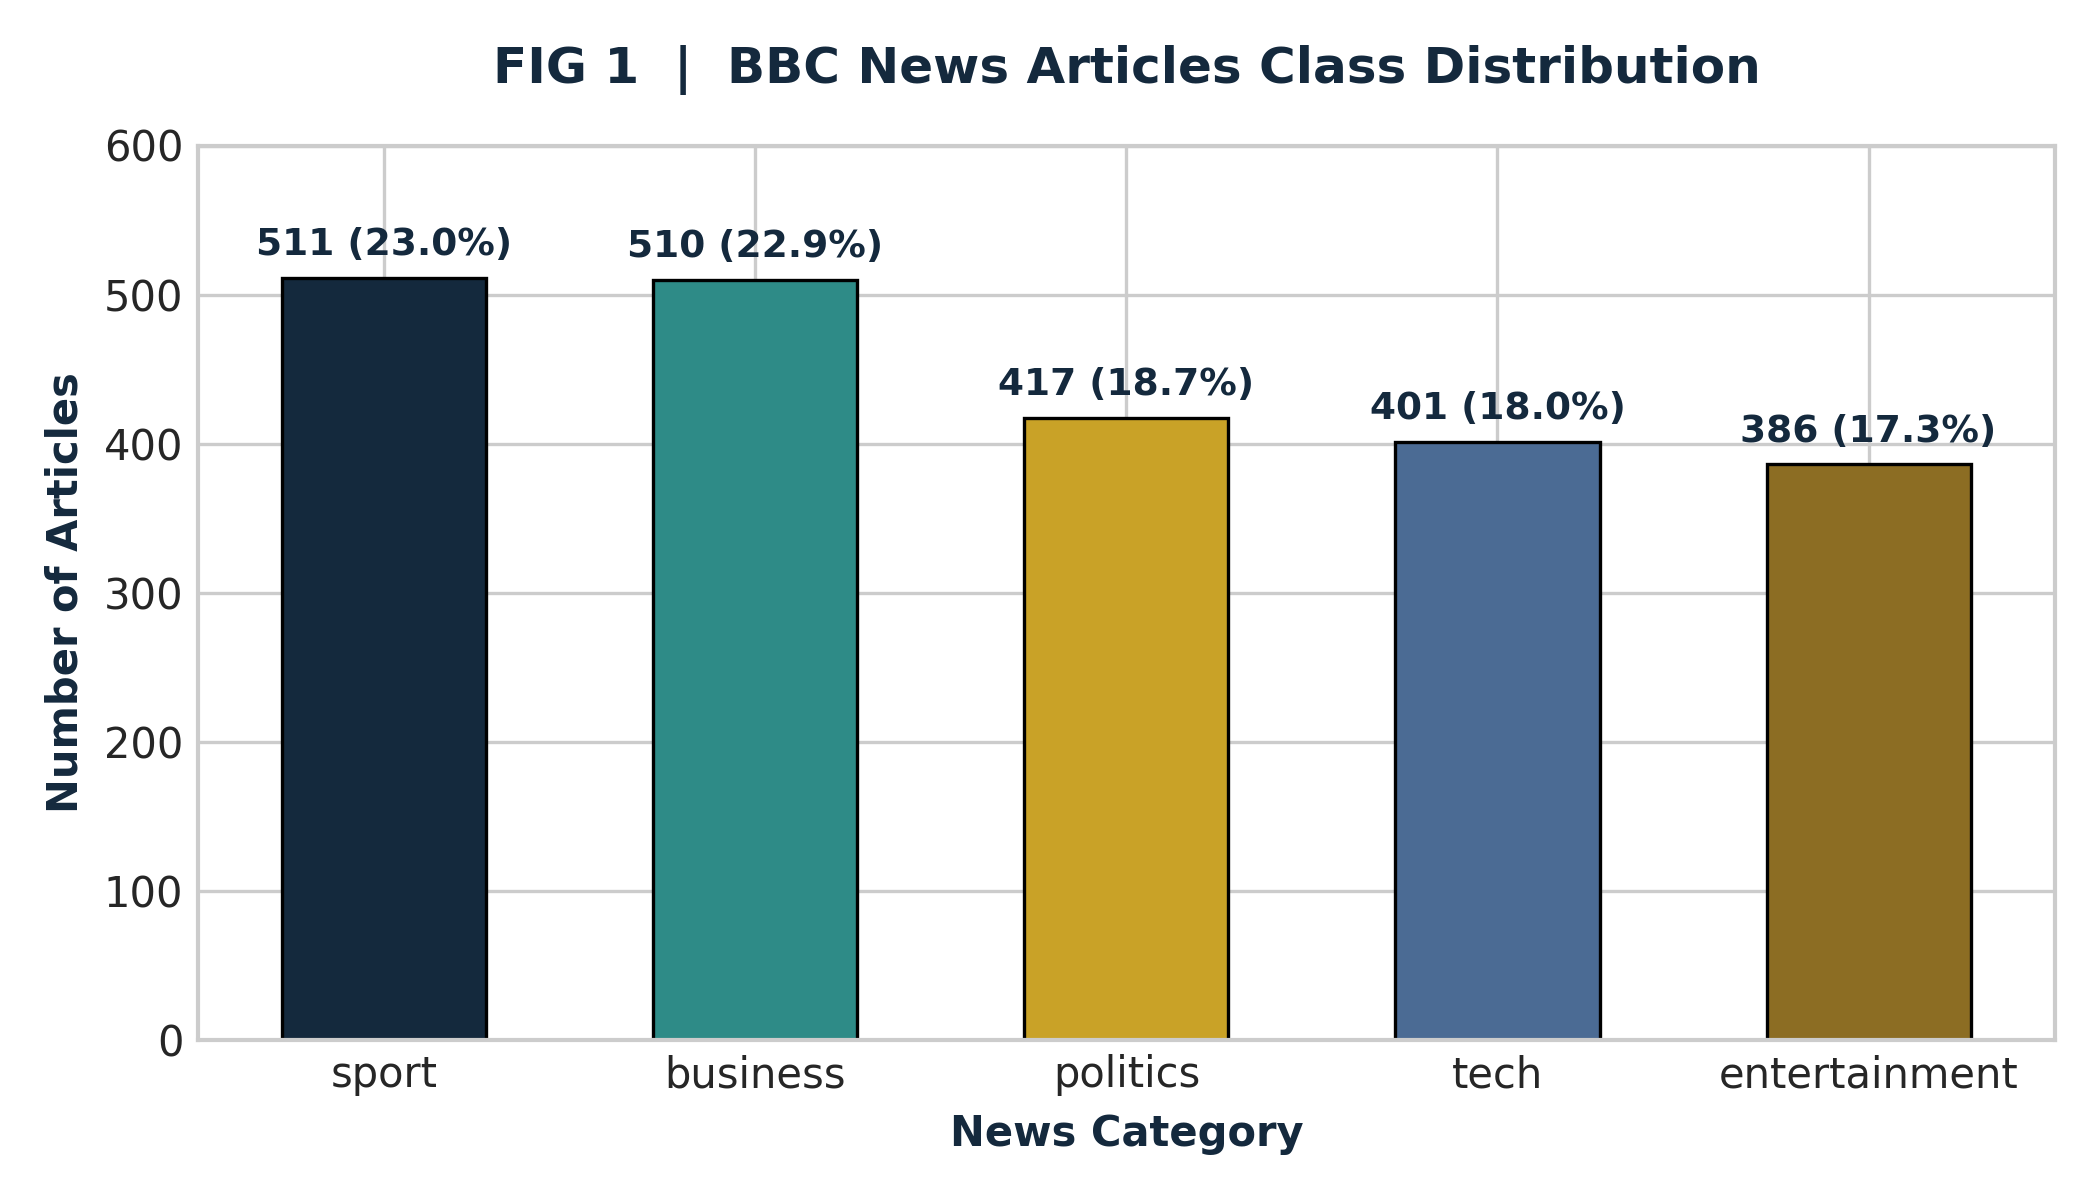 FIG 1 | BBC News Articles Class Distribution
600
500
400
300
200
100
0
Number of Articles
511 (23.0%)
510 (22.9%)
417 (18.7%)
401 (18.0%)
386 (17.3%)
sport
business
politics
tech
entertainment
News Category